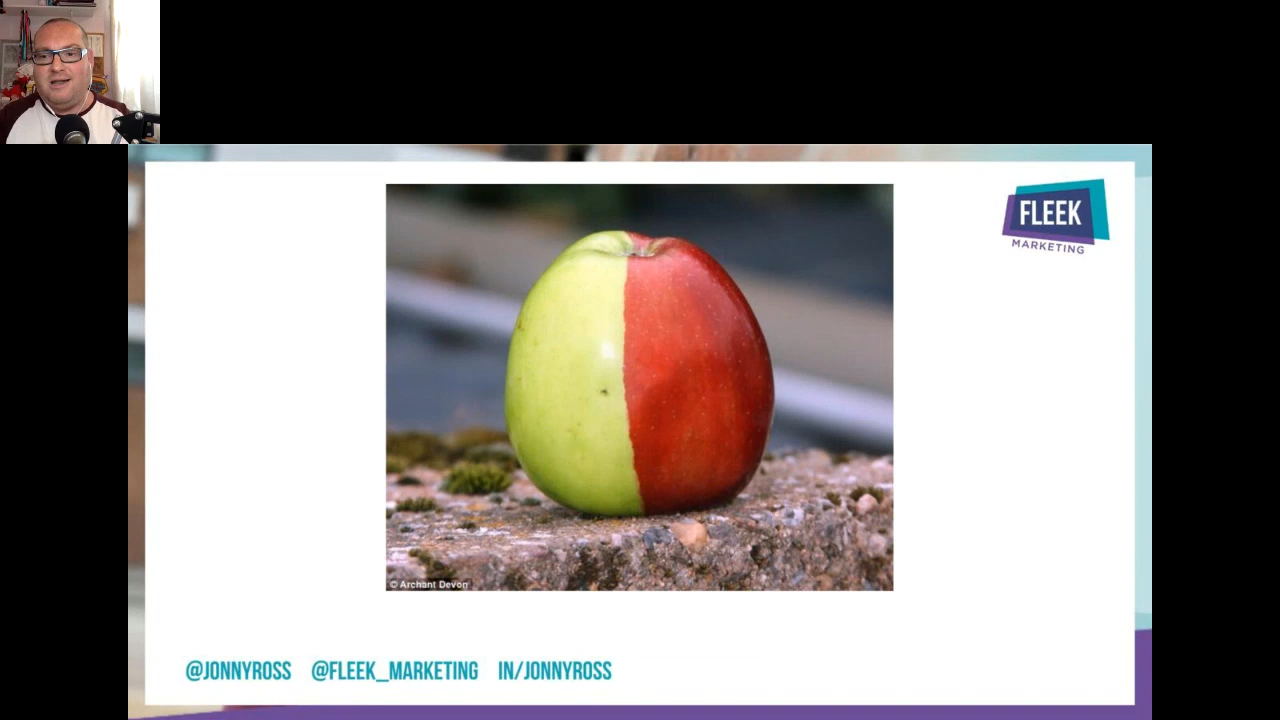 FLEEK
MARKETING
© Archant Devon
@JONNYROSS @FLEEK_MARKETING IN/JONNYROSS